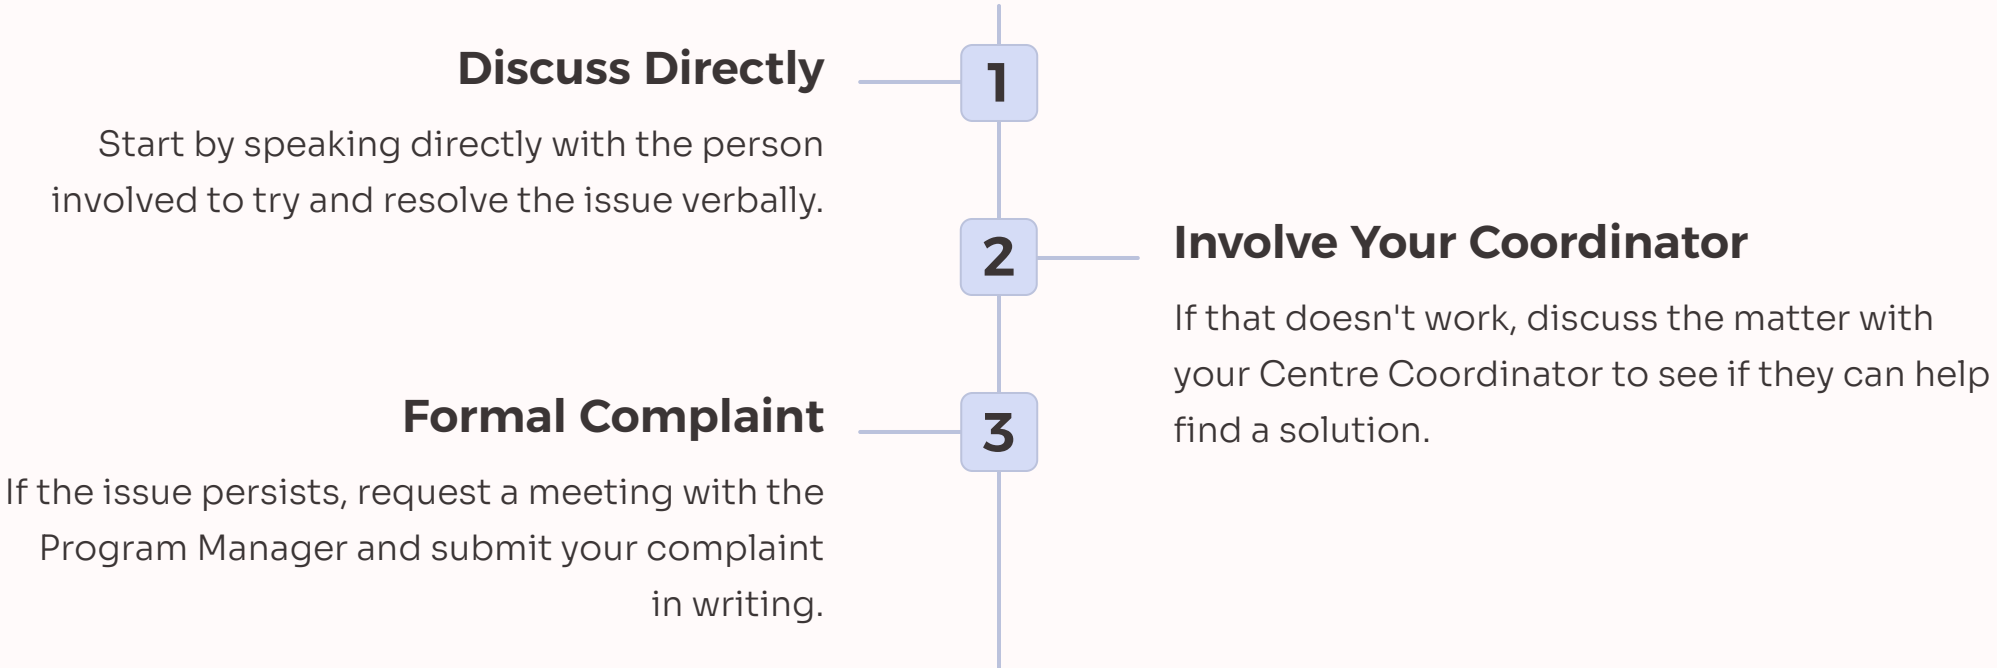 Discuss Directly
1
Start by speaking directly with the person
involved to try and resolve the issue verbally.
2
Involve Your Coordinator
If that doesn't work, discuss the matter with
your Centre Coordinator to see if they can help
find a solution.
Formal Complaint
3
If the issue persists, request a meeting with the
Program Manager and submit your complaint
in writing.